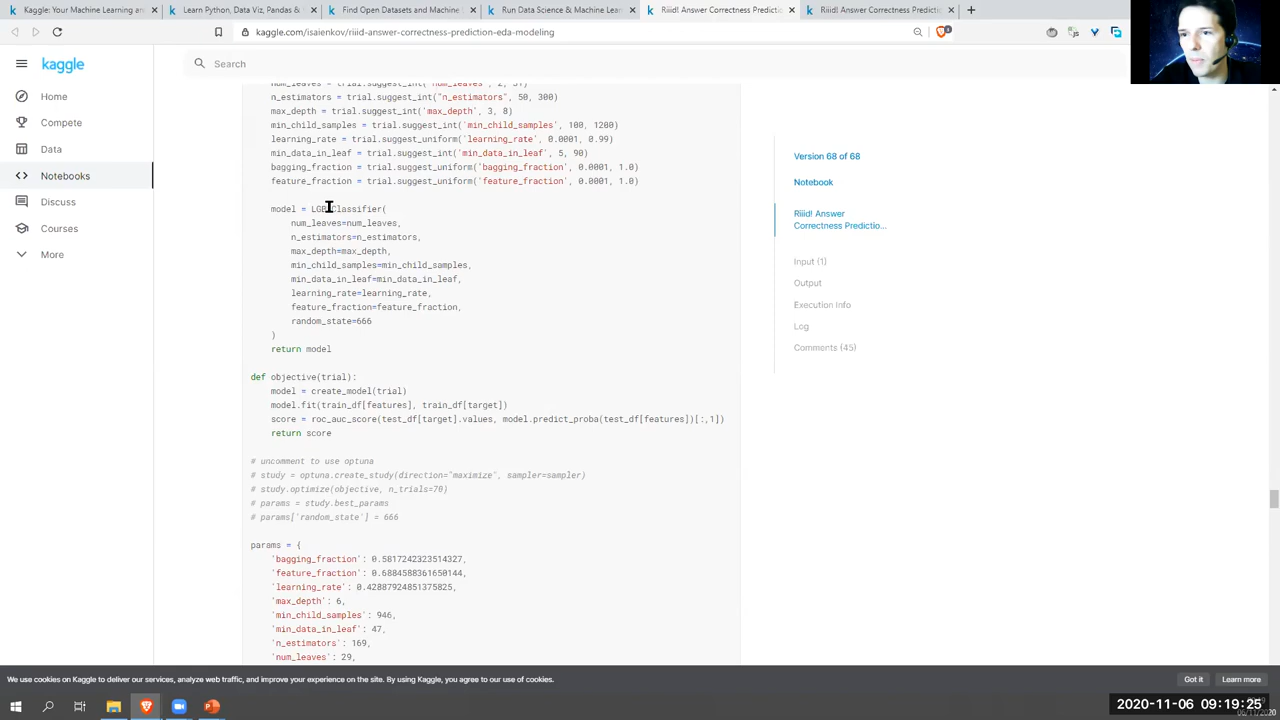 Kaggle: Your Machine Learning an
Learn Python, Data Viz, Pandas &
Find Open Datasets and Machine
Run Data Science & Machine Lear
Riiid! Answer Correctness Predicti
Riiid! Answer Correctness Predicti
kaggle.com/isaienkov/riiid-answer-correctness-prediction-eda-modeling
kaggle
Search
Home
Compete
Data
Notebooks
Discuss
Courses
More
num_leaves = trial.suggest_int("num_leaves", 2, 31)
n_estimators = trial.suggest_int("n_estimators", 50, 300)
max_depth = trial.suggest_int('max_depth', 3, 8)
min_child_samples = trial.suggest_int('min_child_samples', 100, 1200)
learning_rate = trial.suggest_uniform('learning_rate', 0.0001, 0.99)
min_data_in_leaf = trial.suggest_int('min_data_in_leaf', 5, 90)
bagging_fraction = trial.suggest_uniform('bagging_fraction', 0.0001, 1.0)
feature_fraction = trial.suggest_uniform('feature_fraction', 0.0001, 1.0)
model = LGBMClassifier(
num_leaves=num_leaves,
n_estimators=n_estimators,
max_depth=max_depth,
min_child_samples=min_child_samples,
min_data_in_leaf=min_data_in_leaf,
learning_rate=learning_rate,
feature_fraction=feature_fraction,
random_state=666
)
return model
def objective(trial):
model = create_model(trial)
model.fit(train_df[features], train_df[target])
score = roc_auc_score(test_df[target].values, model.predict_proba(test_df[features])[:,1])
return score
# uncomment to use optuna
# study = optuna.create_study(direction="maximize", sampler=sampler)
# study.optimize(objective, n_trials=70)
# params = study.best_params
# params['random_state'] = 666
params = {
'bagging_fraction': 0.5817242323514327,
'feature_fraction': 0.6884588361650144,
'learning_rate': 0.42887924851375825,
'max_depth': 6,
'min_child_samples': 946,
'min_data_in_leaf': 47,
'n_estimators': 169,
'num_leaves': 29,
Version 68 of 68
Notebook
Riiid! Answer
Correctness Predictio...
Input (1)
Output
Execution Info
Log
Comments (45)
We use cookies on Kaggle to deliver our services, analyze web traffic, and improve your experience on the site. By using Kaggle, you agree to our use of cookies.
Got it
Learn more
2020-11-06 09:19:25
06/11/2020